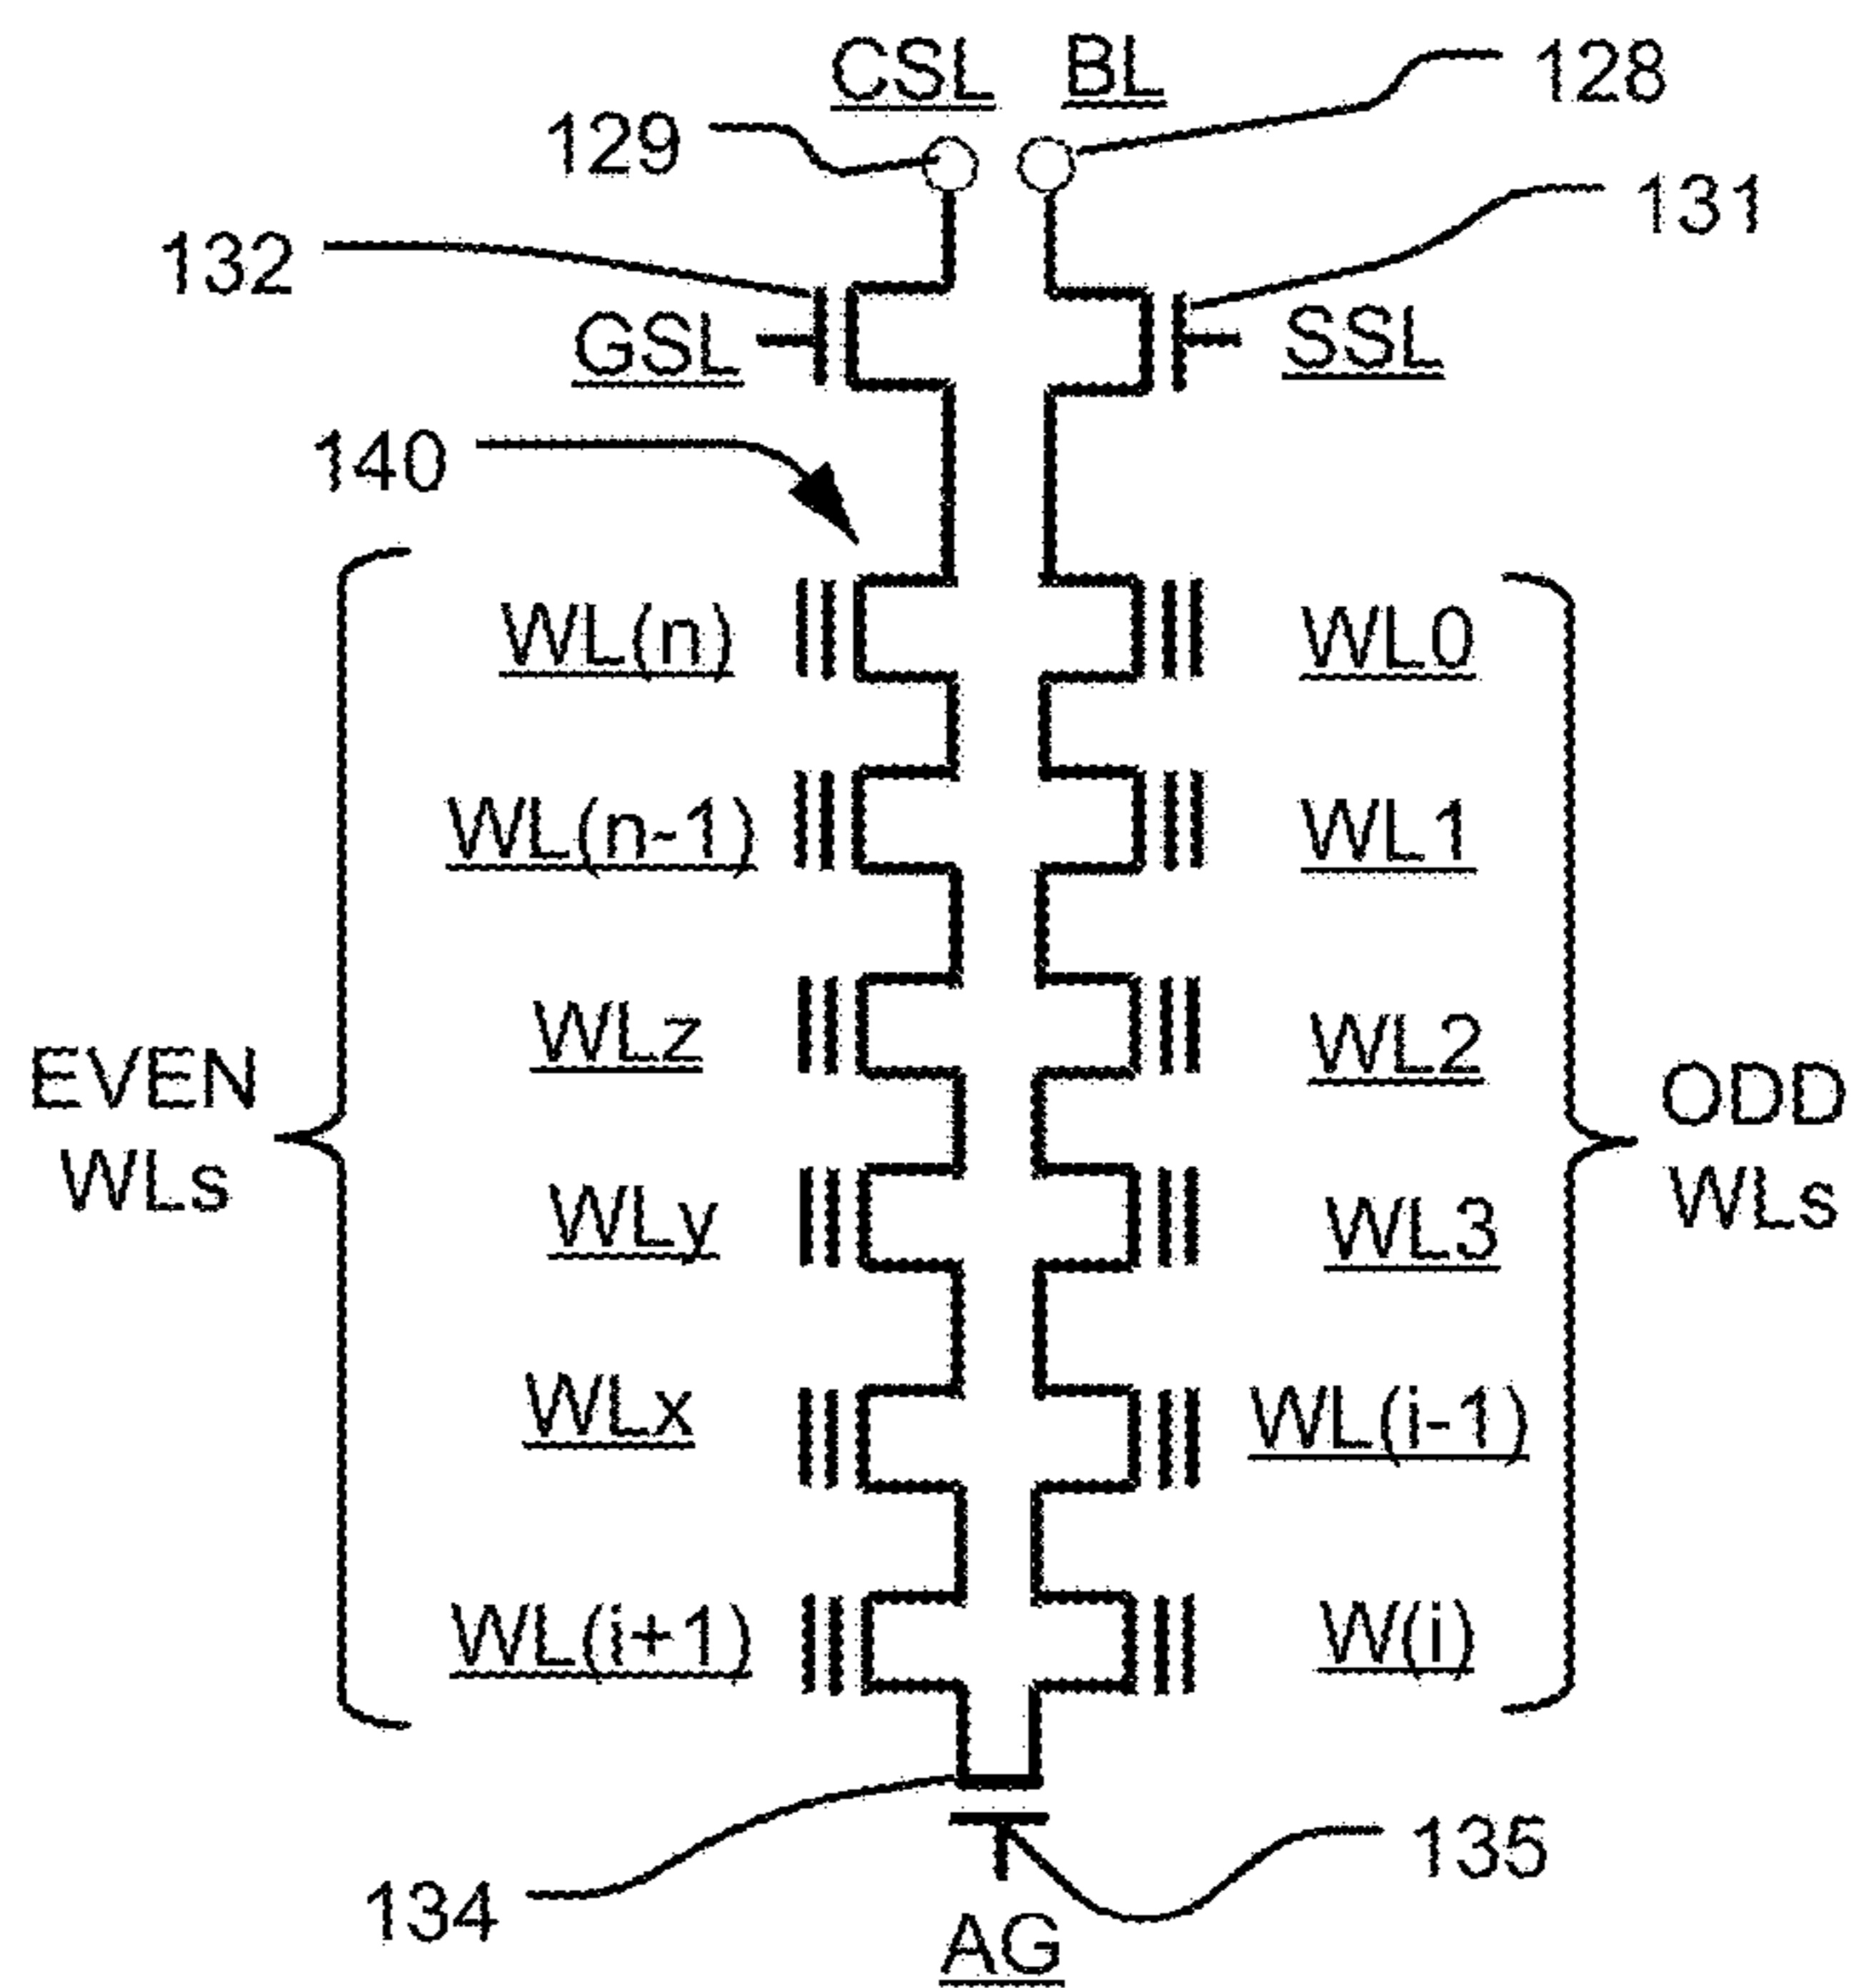 CSL BL
128
129
131
132
GSL
SSL
140
WL(n)
WL0
WL(n-1)
WL1
WLz
WL2
EVEN
WLs
ODD
WLs
WLy
WL3
WLx
WL(i-1)
WL(i+1)
W(i)
135
134
AG